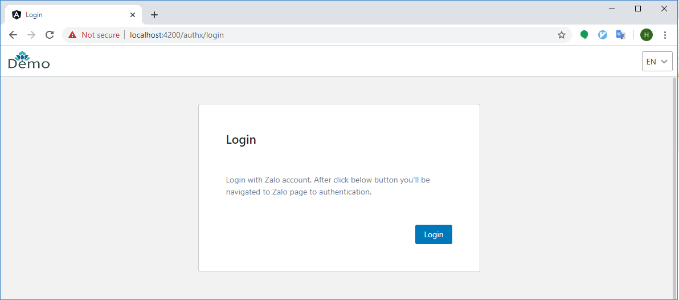 Login
Not secure | localhost:4200/authx/login
H
Demo
EN
Login
Login with Zalo account. After click below button you'll be
navigated to Zalo page to authentication.
Login